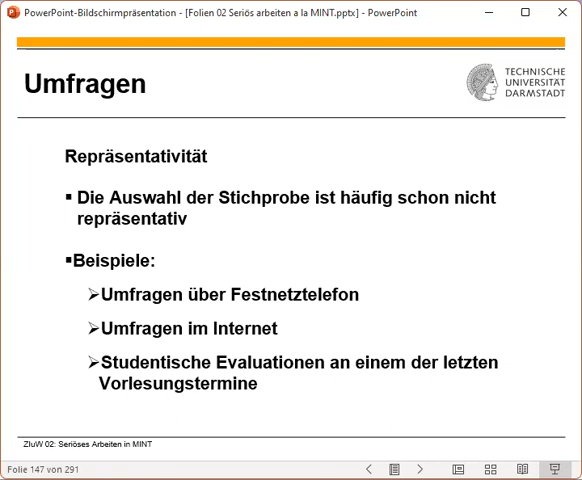 PowerPoint-Bildschirmpräsentation - [Folien 02 Seriös arbeiten a la MINT.pptx] - PowerPoint
Umfragen
TECHNISCHE
UNIVERSITÄT
DARMSTADT
Repräsentativität
▪ Die Auswahl der Stichprobe ist häufig schon nicht
repräsentativ
▪Beispiele:
➢Umfragen über Festnetztelefon
➢Umfragen im Internet
➢Studentische Evaluationen an einem der letzten
Vorlesungstermine
ZIuW 02: Seriöses Arbeiten in MINT
Folie 147 von 291